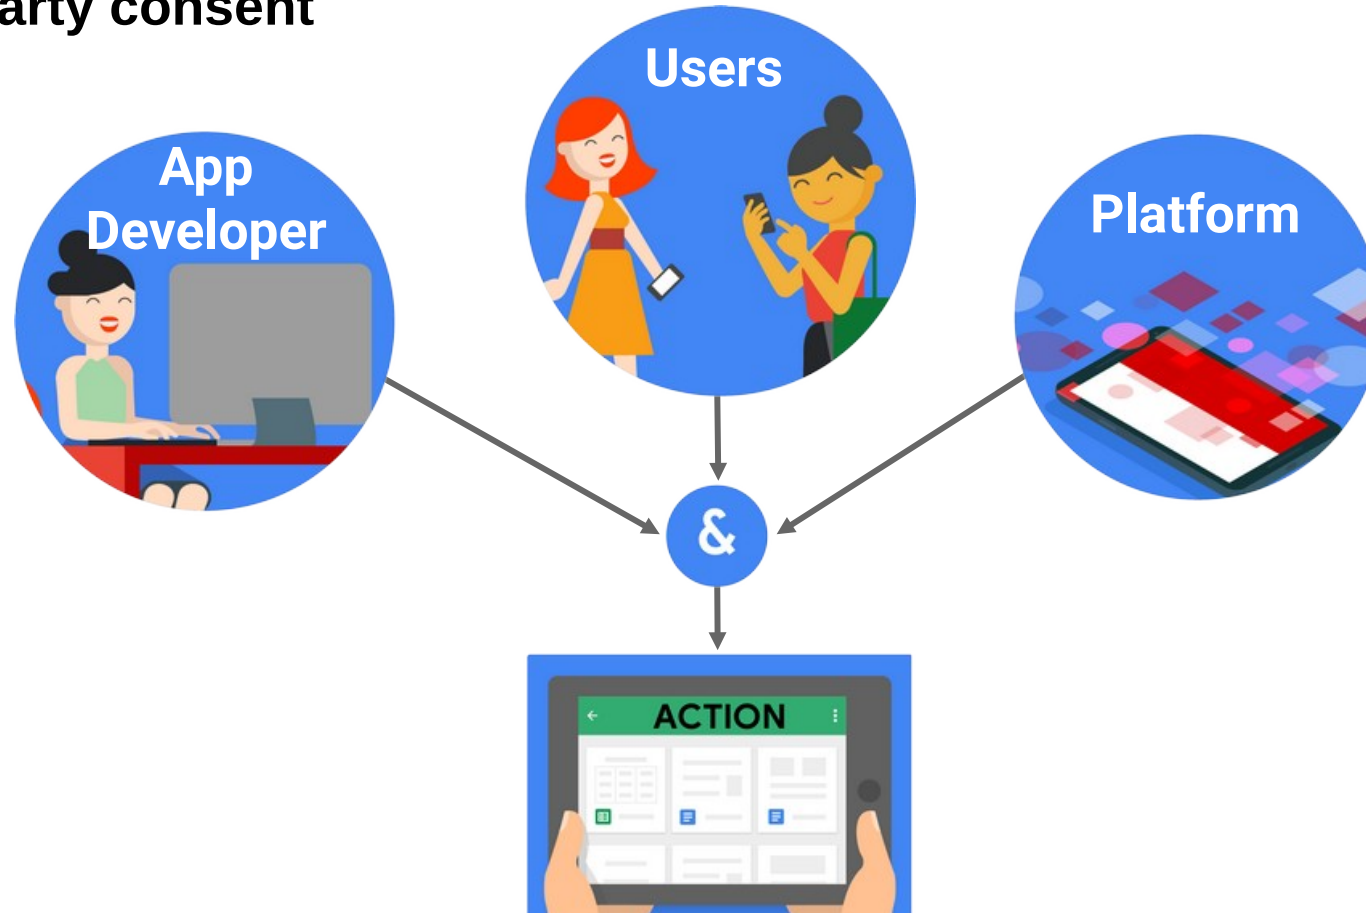 arty consent
Users
App
Developer
Platform
&
ACTION